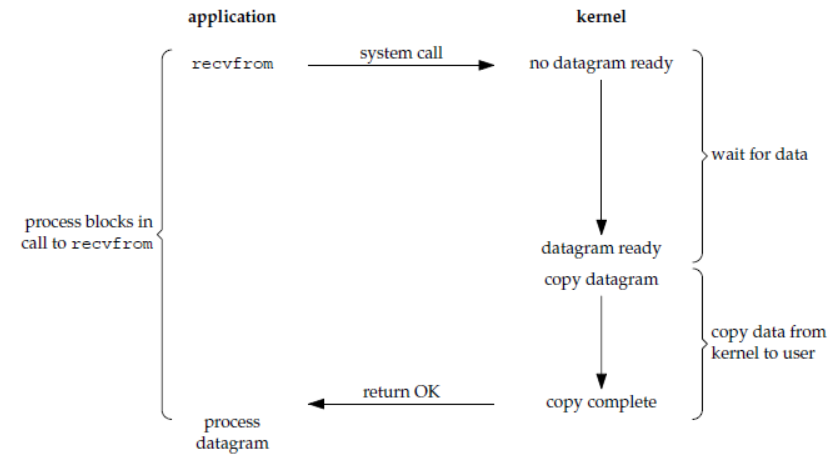 application
kernel
recvfrom
system call
no datagram ready
wait for data
process blocks in
call to recvfrom
datagram ready
copy datagram
copy data from
kernel to user
return OK
copy complete
process
datagram